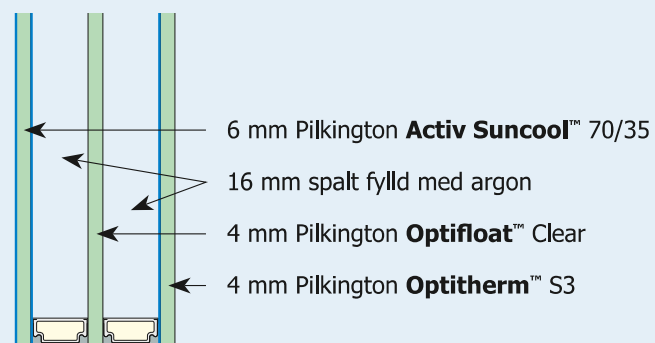 6 mm Pilkington Activ Suncool™ 70/35
16 mm spalt fylld med argon
4 mm Pilkington Optifloat™ Clear
4 mm Pilkington Optitherm™ S3